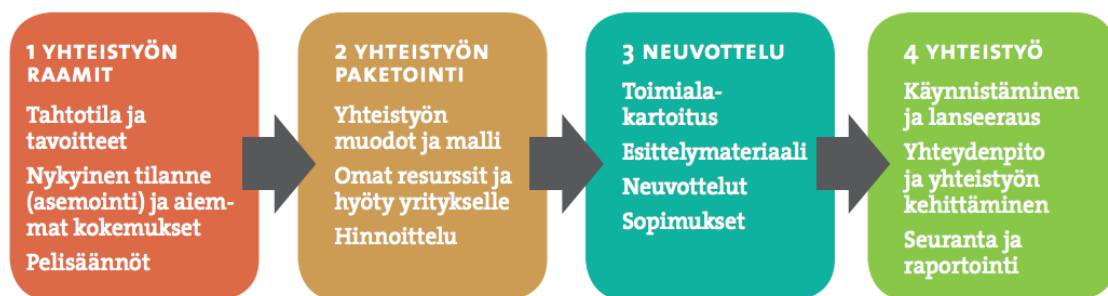 1 YHTEISTYÖN
RAAMIT
Tahtotila ja
tavoitteet
Nykyinen tilanne
(asemointi) ja aiem-
mat kokemukset
Pelisäännöt
2 YHTEISTYÖN
PAKETOINTI
Yhteistyön
muodot ja malli
Omat resurssit ja
hyöty yritykselle
Hinnoittelu
3 NEUVOTTELU
Toimiala-
kartoitus
Esittelymateriaali
Neuvottelut
Sopimukset
4 YHTEISTYÖ
Käynnistäminen
ja lanseeraus
Yhteydenpito
ja yhteistyön
kehittäminen
Seuranta ja
raportointi